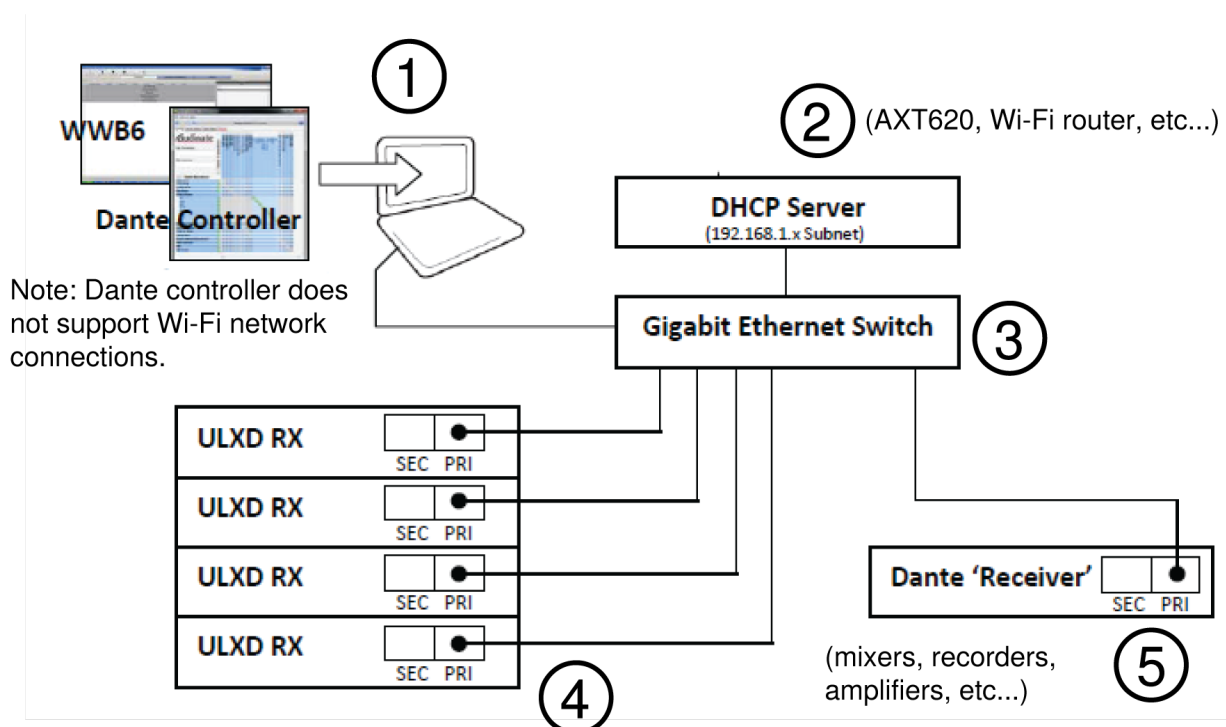 1
WWB6
Audinate
Dante Controller
Note: Dante controller does
not support Wi-Fi network
connections.
2
(AXT620, Wi-Fi router, etc...)
DHCP Server
(192.168.1.x Subnet)
Gigabit Ethernet Switch
3
ULXD RX
SEC PRI
ULXD RX
SEC PRI
ULXD RX
SEC PRI
ULXD RX
SEC PRI
4
Dante ‘Receiver’
SEC PRI
(mixers, recorders,
amplifiers, etc...)
5